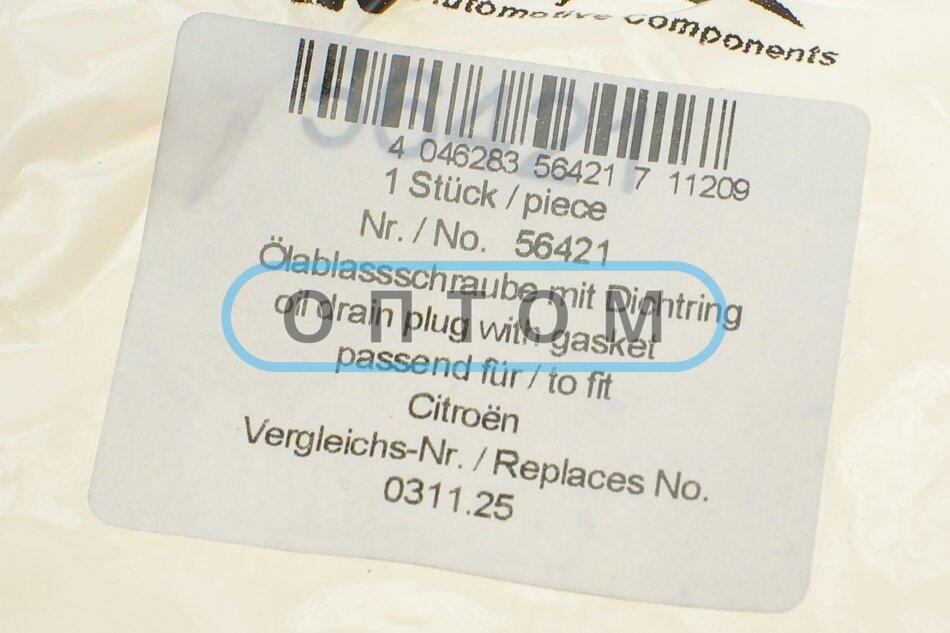 Automotive Components
4 046283 56421 7 11209
1 Stück / piece
Nr. / No. 56421
Ölablassschraube mit Dichtring
oil drain plug with gasket
ОПТОМ
passend für / to fit
Citroën
Vergleichs-Nr. / Replaces No.
0311.25